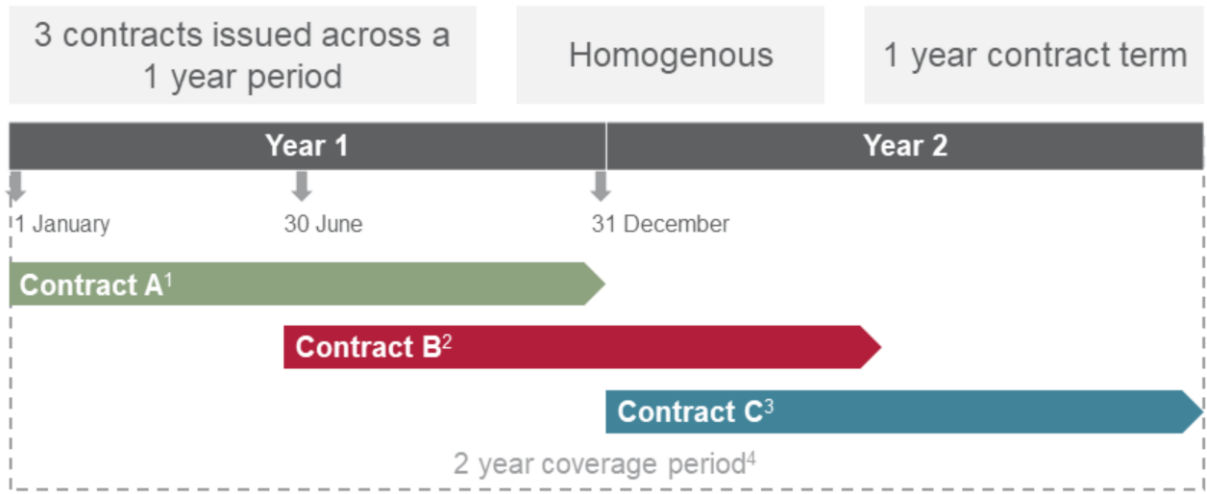 3 contracts issued across a
1 year period
Homogenous
1 year contract term
Year 1
Year 2
1 January
30 June
31 December
Contract A¹
Contract B²
Contract C³
2 year coverage period⁴